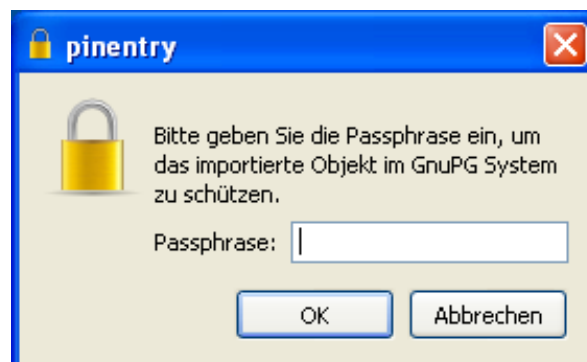 pinentry
Bitte geben Sie die Passphrase ein, um
das importierte Objekt im GnuPG System
zu schützen.
Passphrase:
OK Abbrechen